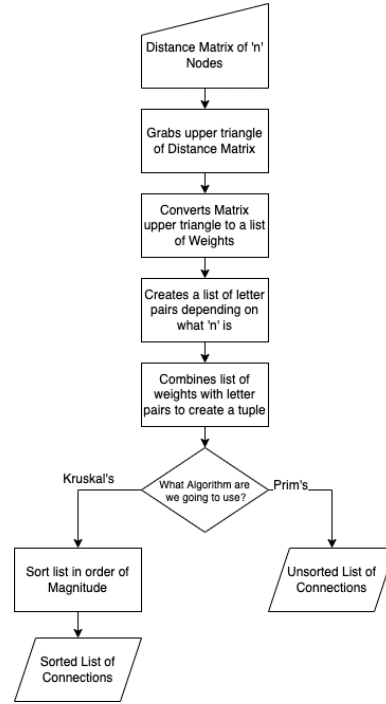 Distance Matrix of 'n'
Nodes
Grabs upper triangle
of Distance Matrix
Converts Matrix
upper triangle to a list
of Weights
Creates a list of letter
pairs depending on
what 'n' is
Combines list of
weights with letter
pairs to create a tuple
What Algorithm are
we going to use?
Kruskal's
Prim's
Sort list in order of
Magnitude
Unsorted List of
Connections
Sorted List of
Connections